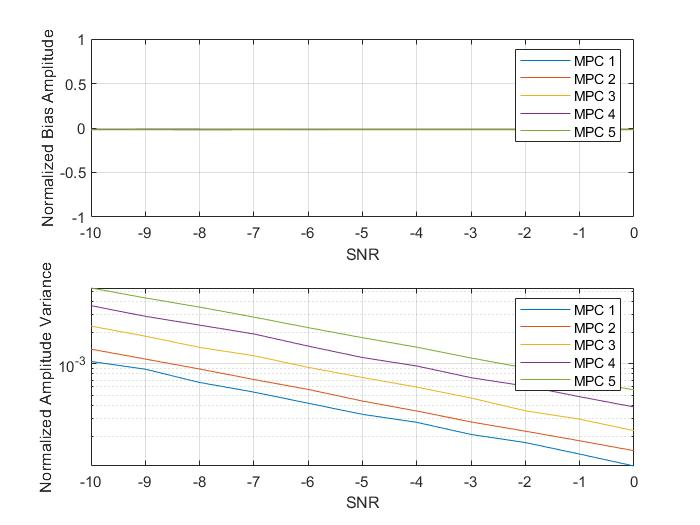 Normalized Bias Amplitude
1
0.5
0
-0.5
-1
MPC 1
MPC 2
MPC 3
MPC 4
MPC 5
-10 -9 -8 -7 -6 -5 -4 -3 -2 -1 0
SNR
Normalized Amplitude Variance
10^-3
MPC 1
MPC 2
MPC 3
MPC 4
MPC 5
-10 -9 -8 -7 -6 -5 -4 -3 -2 -1 0
SNR